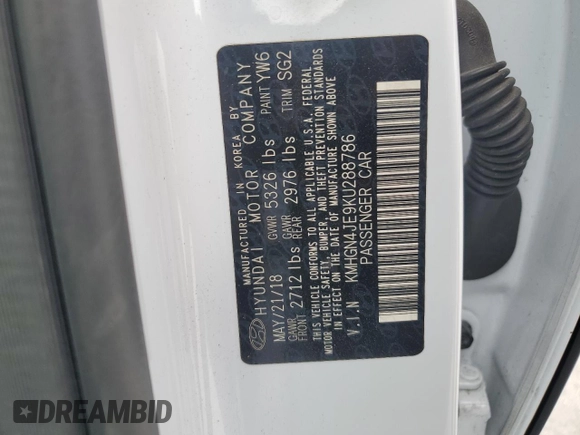 MANUFACTURED IN KOREA BY
HYUNDAI MOTOR COMPANY
MAY/21/18 GVWR 5326 lbs PAINT YW6
GAWR FRONT 2712 lbs GAWR REAR 2976 lbs TRIM SG2
THIS VEHICLE CONFORMS TO ALL APPLICABLE U.S.A. FEDERAL
MOTOR VEHICLE SAFETY, BUMPER AND THEFT PREVENTION STANDARDS
IN EFFECT ON THE DATE OF MANUFACTURE SHOWN ABOVE
V.I.N KMHGN4JE9KU288786
PASSENGER CAR
DREAMBID